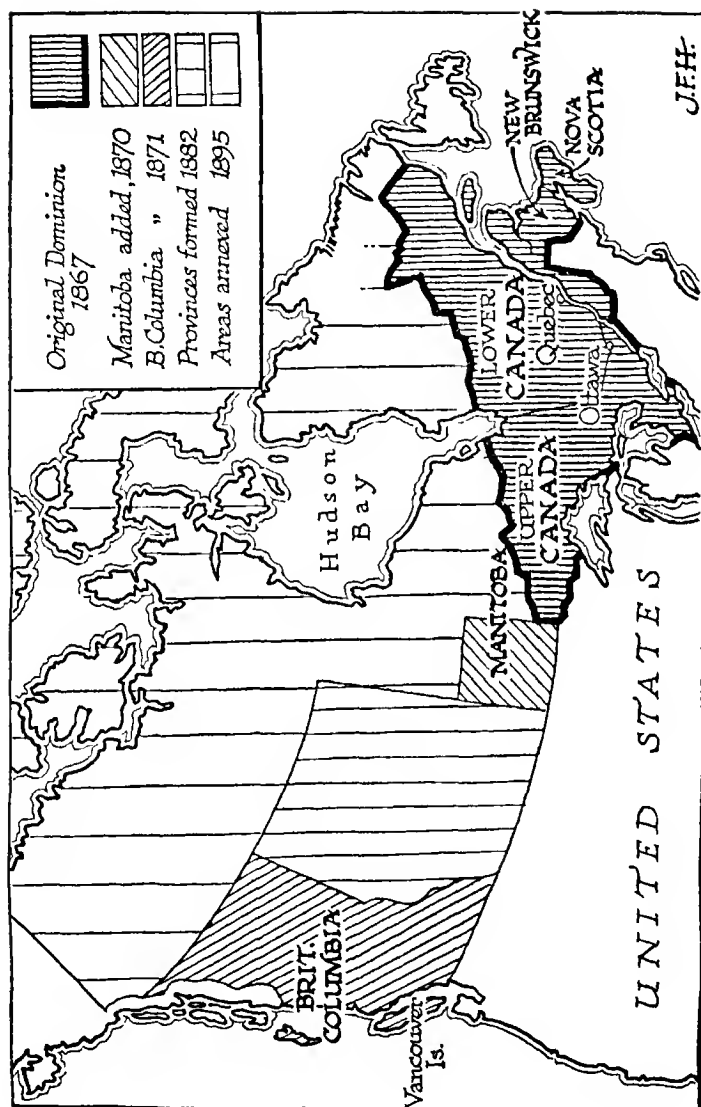 Original Dominion
1867
Manitoba added, 1870
B. Columbia „ 1871
Provinces formed 1882
Areas annexed 1895
Hudson
Bay
BRIT.
COLUMBIA
Vancouver
Is.
MANITOBA
UPPER
CANADA
LOWER
CANADA
Quebec
Ottawa
NEW
BRUNSWICK
NOVA
SCOTIA
UNITED STATES
J.F.H.